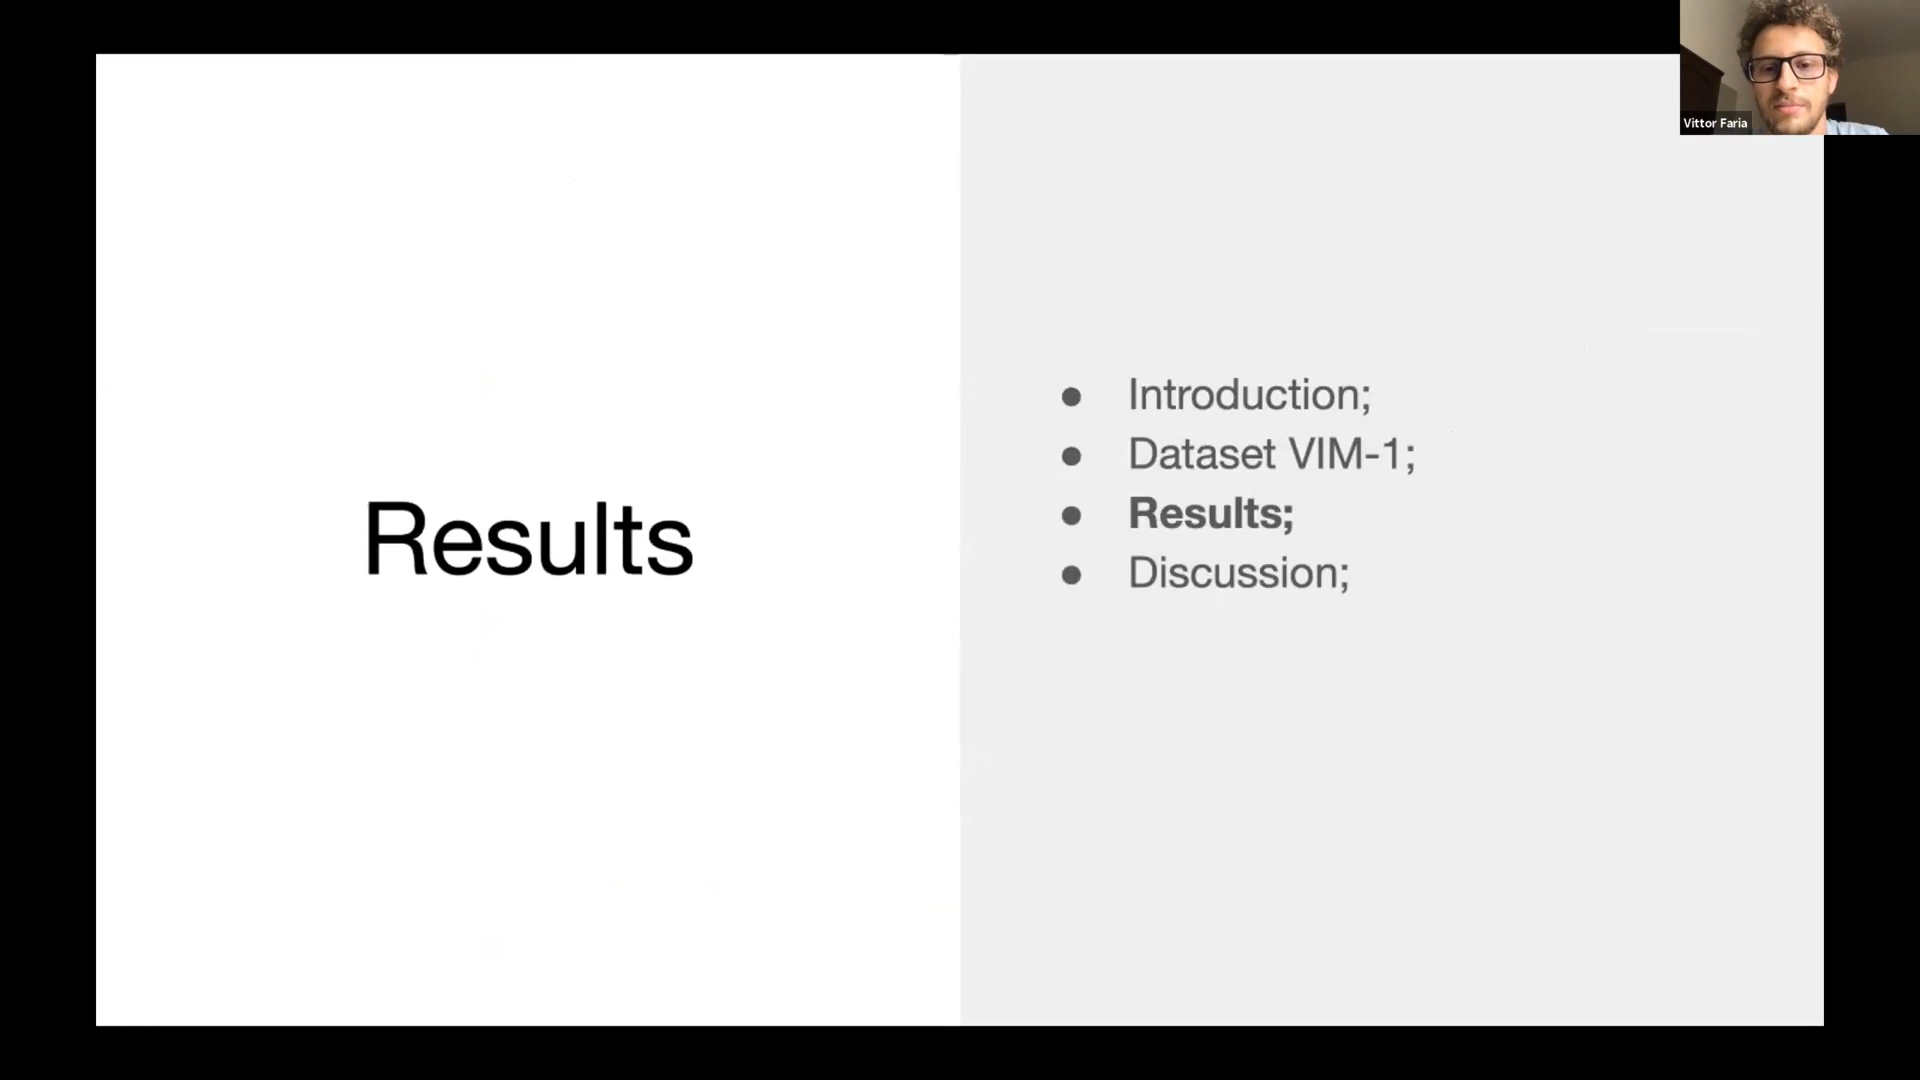 Vittor Faria
Results
● Introduction;
● Dataset VIM-1;
● Results;
● Discussion;